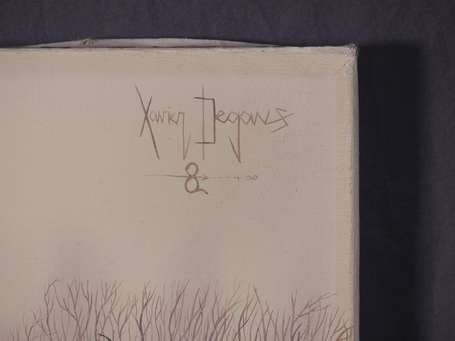 Xavier Degans
+ ∞